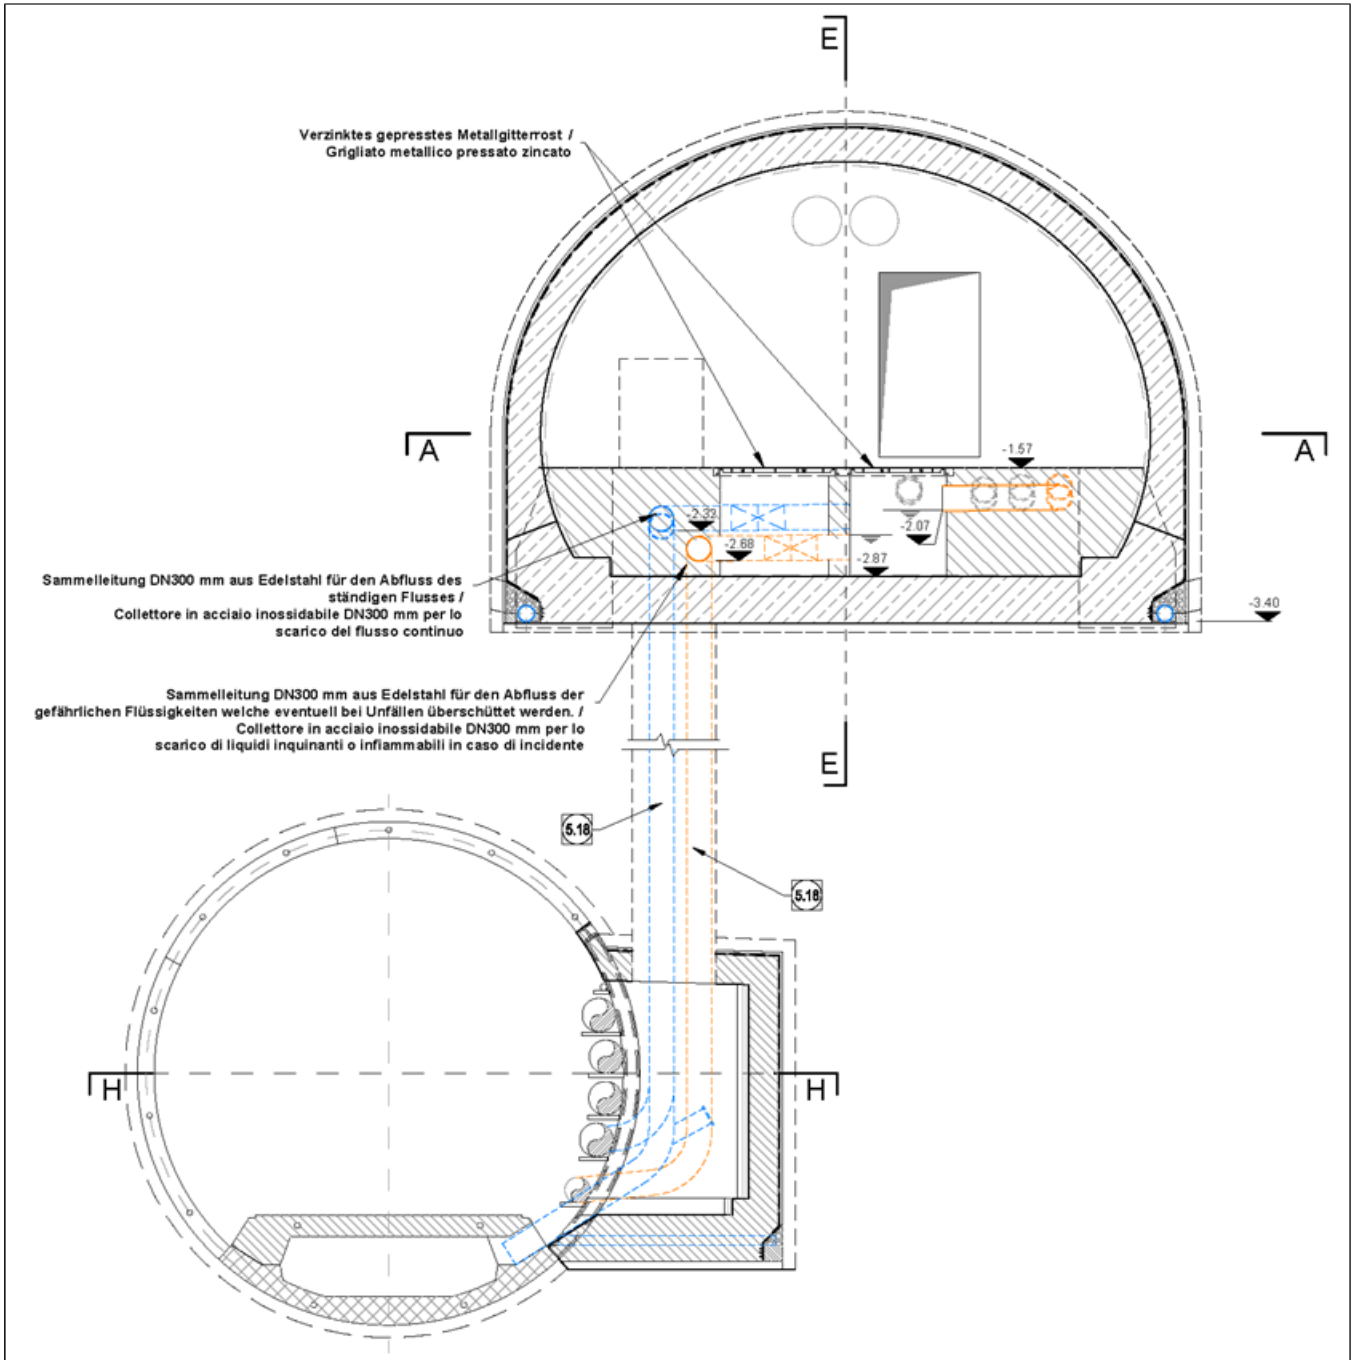 E
Verzinktes gepresstes Metallgitterrost /
Grigliato metallico pressato zincato
A
A
-1.57
-2.33
-2.07
-2.68
-2.87
Sammelleitung DN300 mm aus Edelstahl für den Abfluss des
ständigen Flusses /
Collettore in acciaio inossidabile DN300 mm per lo
scarico del flusso continuo
-3.40
Sammelleitung DN300 mm aus Edelstahl für den Abfluss der
gefährlichen Flüssigkeiten welche eventuell bei Unfällen überschüttet werden. /
Collettore in acciaio inossidabile DN300 mm per lo
scarico di liquidi inquinanti o infiammabili in caso di incidente
E
5.18
5.18
H
H